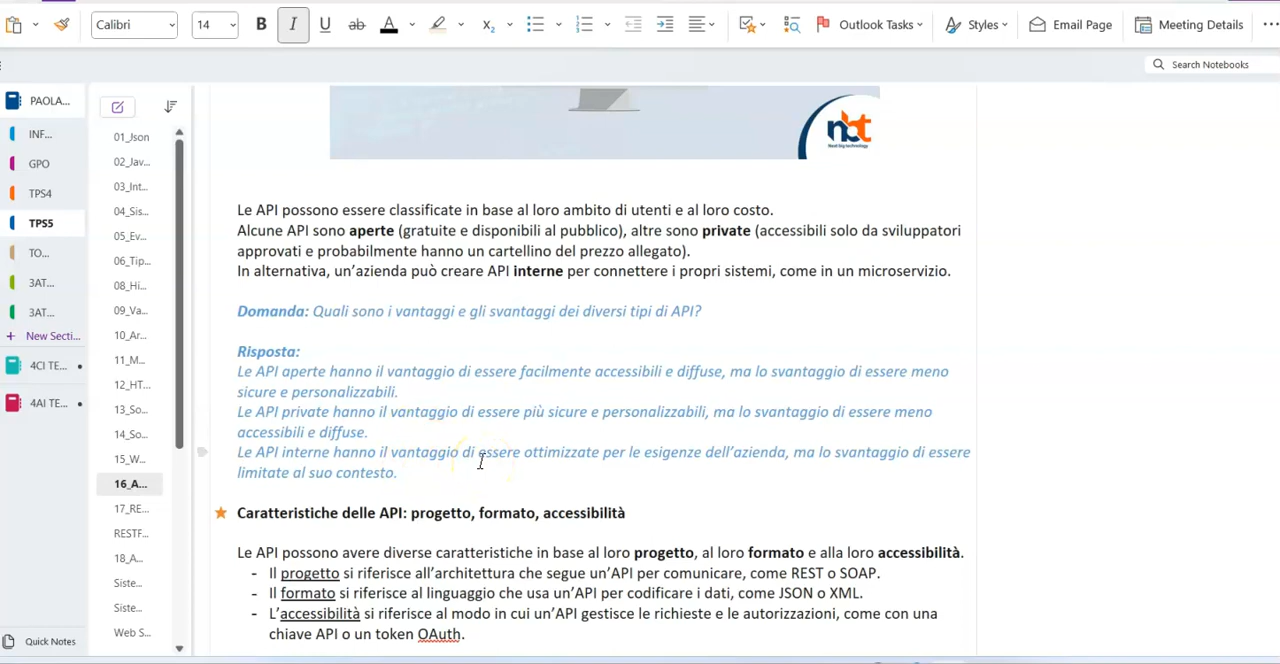 Calibri
14
B
I
U
ab
A
X₂
Outlook Tasks
Styles
Email Page
Meeting Details
Search Notebooks
PAOLA...
INF...
GPO
TPS4
TPS5
TO...
3AT...
3AT...
+ New Secti...
4CI TE...
4AI TE...
Quick Notes
01_Json
02_Jav...
03_Int...
04_Sis...
05_Ev...
06_Tip...
08_Hi...
09_Va...
10_Ar...
11_M...
12_HT...
13_So...
14_So...
15_W...
16_A...
17_RE...
RESTF...
18_A...
Siste...
Siste...
Web S...
nbt
Next big technology
Le API possono essere classificate in base al loro ambito di utenti e al loro costo.
Alcune API sono aperte (gratuite e disponibili al pubblico), altre sono private (accessibili solo da sviluppatori
approvati e probabilmente hanno un cartellino del prezzo allegato).
In alternativa, un’azienda può creare API interne per connettere i propri sistemi, come in un microservizio.
Domanda: Quali sono i vantaggi e gli svantaggi dei diversi tipi di API?
Risposta:
Le API aperte hanno il vantaggio di essere facilmente accessibili e diffuse, ma lo svantaggio di essere meno
sicure e personalizzabili.
Le API private hanno il vantaggio di essere più sicure e personalizzabili, ma lo svantaggio di essere meno
accessibili e diffuse.
Le API interne hanno il vantaggio di essere ottimizzate per le esigenze dell’azienda, ma lo svantaggio di essere
limitate al suo contesto.
Caratteristiche delle API: progetto, formato, accessibilità
Le API possono avere diverse caratteristiche in base al loro progetto, al loro formato e alla loro accessibilità.
- Il progetto si riferisce all’architettura che segue un’API per comunicare, come REST o SOAP.
- Il formato si riferisce al linguaggio che usa un’API per codificare i dati, come JSON o XML.
- L’accessibilità si riferisce al modo in cui un’API gestisce le richieste e le autorizzazioni, come con una
chiave API o un token OAuth.